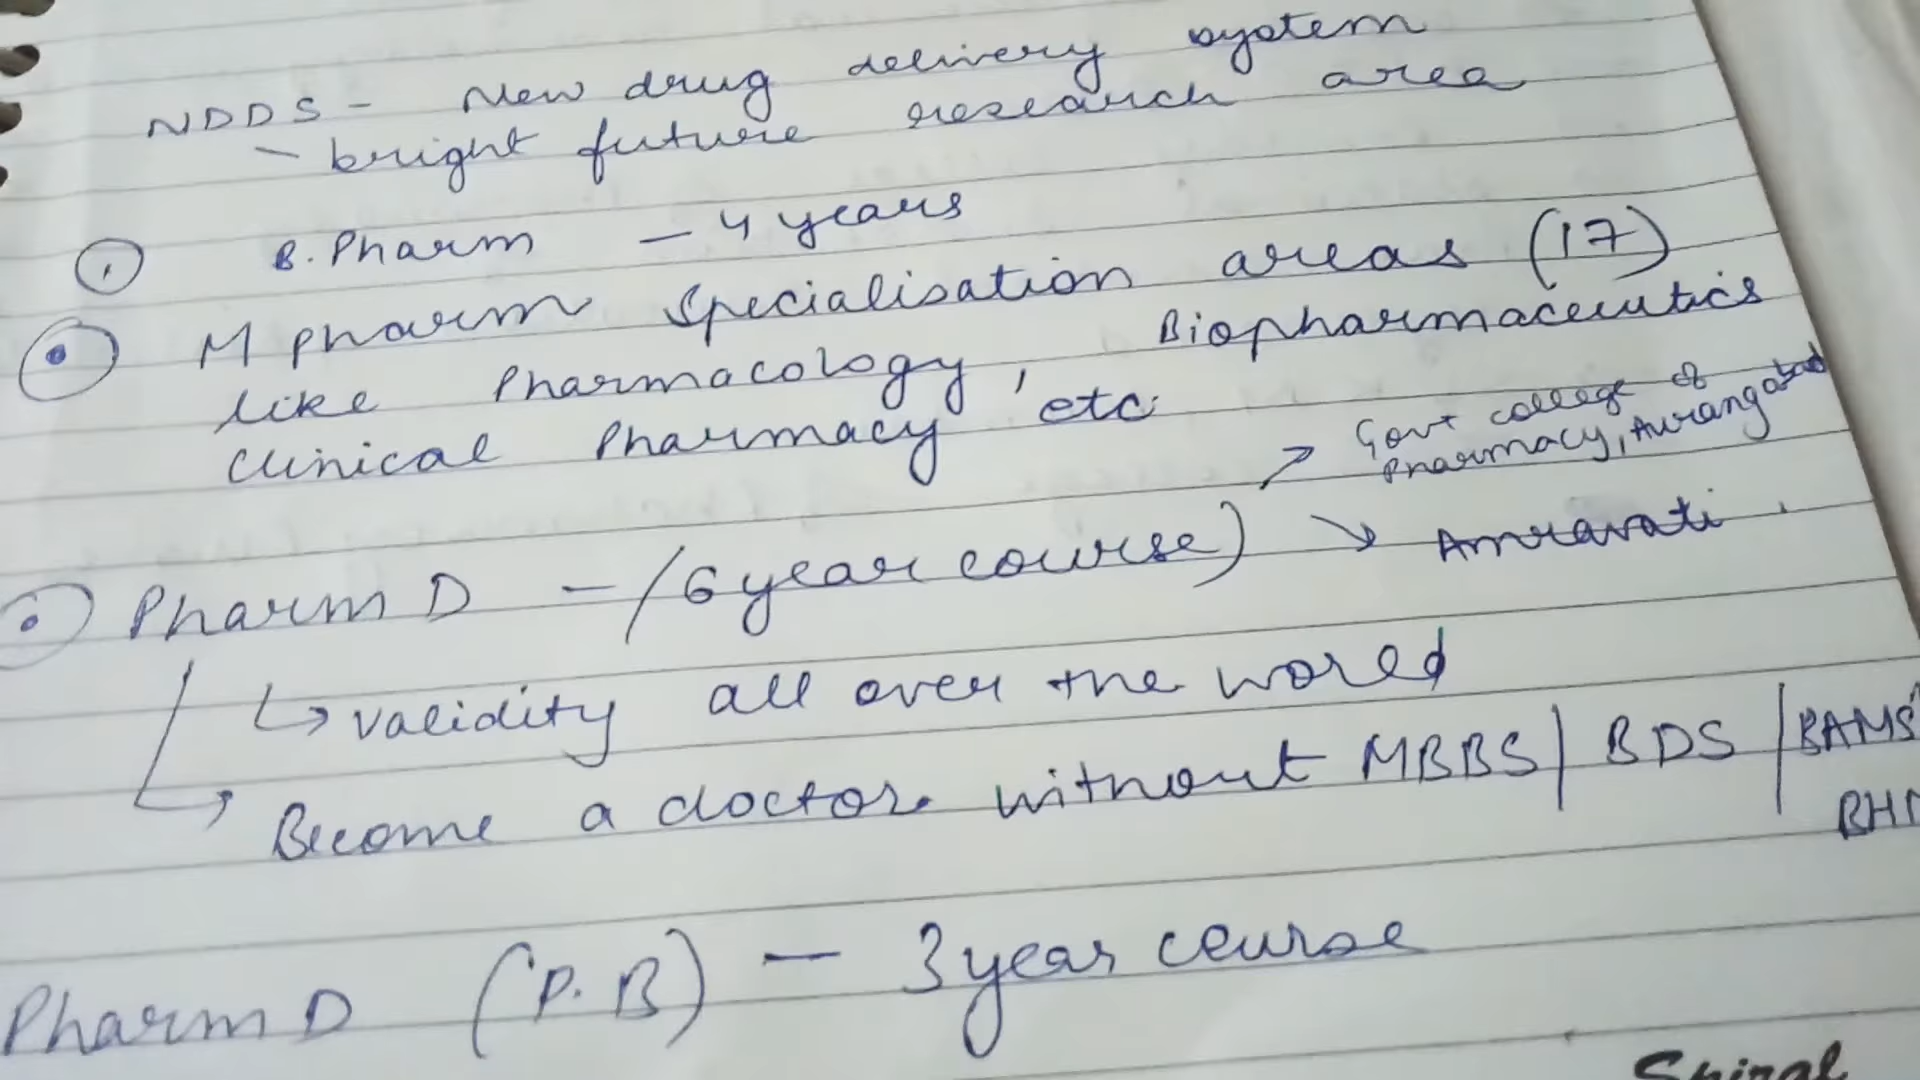 NDDS - New drug delivery system
- bright future research area
1 B. Pharm - 4 years
M pharm specialisation areas (17)
like Pharmacology, Biopharmaceutics
clinical Pharmacy etc.
Govt college of
Pharmacy, Aurangabad
Pharm D - (6 year course) → Amravati
↳ validity all over the world
↳ Become a doctor without MBBS / BDS / BAMS
BH
Pharm D (P.B) - 3 year course
Spiral